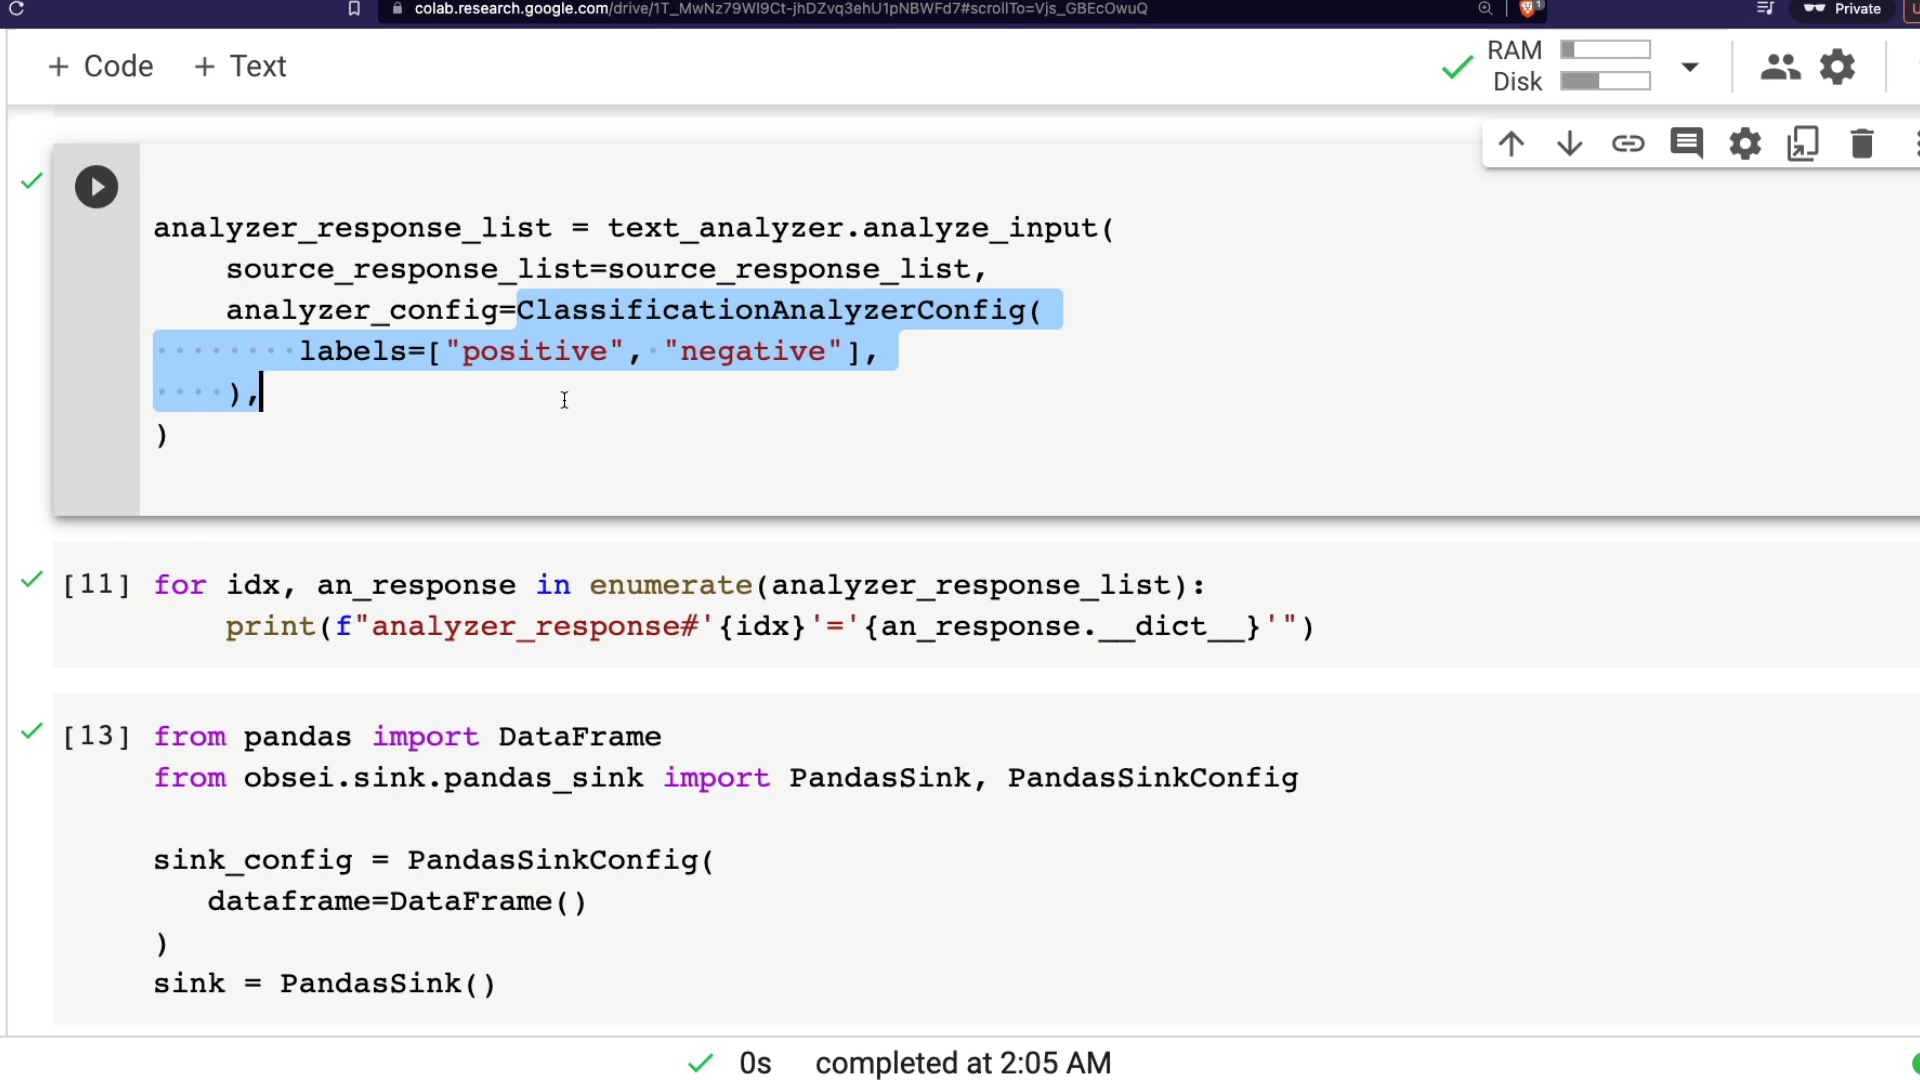 colab.research.google.com/drive/1T_MwNz79WI9Ct-jhDZvq3ehU1pNBWFd7#scrollTo=Vjs_GBEcOwuQ
1
Private
+ Code + Text
RAM
Disk
analyzer_response_list = text_analyzer.analyze_input(
source_response_list=source_response_list,
analyzer_config=ClassificationAnalyzerConfig(
labels=["positive", "negative"],
),
)
[11] for idx, an_response in enumerate(analyzer_response_list):
print(f"analyzer_response#'{idx}'='{an_response.__dict__}'")
[13] from pandas import DataFrame
from obsei.sink.pandas_sink import PandasSink, PandasSinkConfig
sink_config = PandasSinkConfig(
dataframe=DataFrame()
)
sink = PandasSink()
0s completed at 2:05 AM